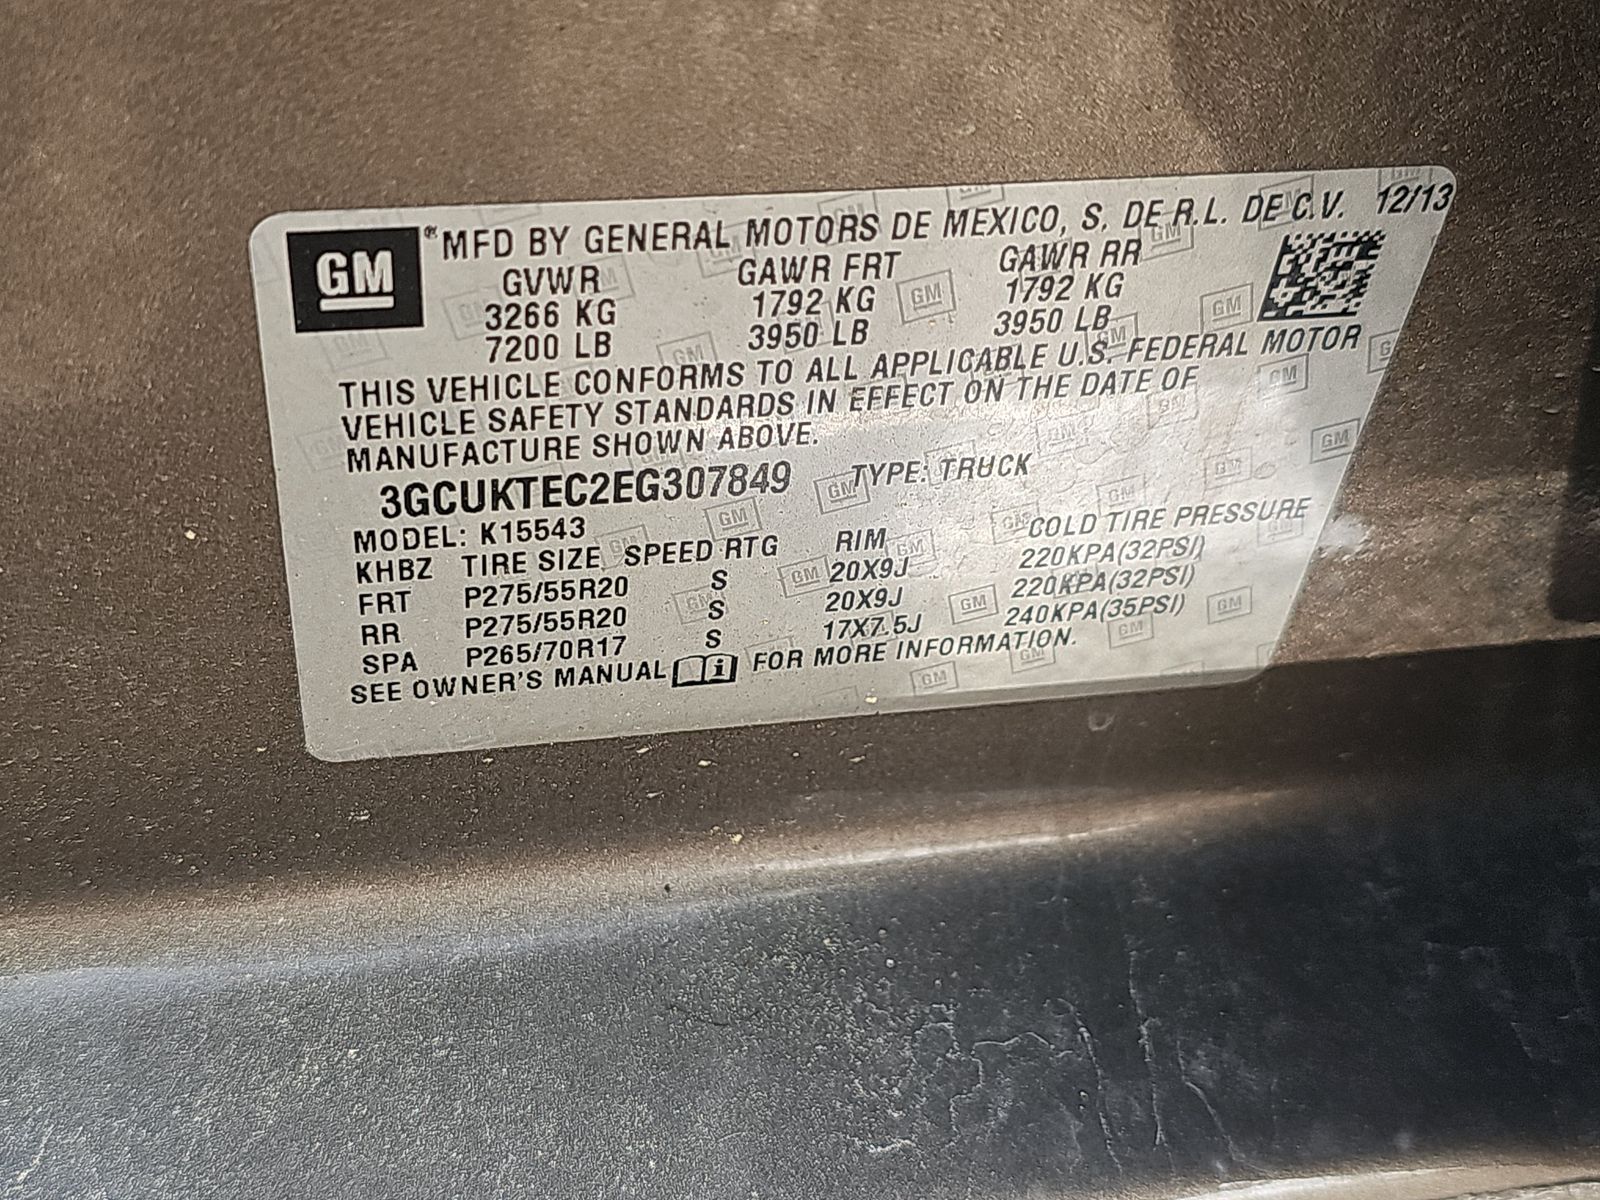 GM
® MFD BY GENERAL MOTORS DE MEXICO, S. DE R.L. DE C.V. 12/13
GVWR GAWR FRT GAWR RR
3266 KG 1792 KG 1792 KG
7200 LB 3950 LB 3950 LB
THIS VEHICLE CONFORMS TO ALL APPLICABLE U.S. FEDERAL MOTOR
VEHICLE SAFETY STANDARDS IN EFFECT ON THE DATE OF
MANUFACTURE SHOWN ABOVE.
3GCUKTEC2EG307849 TYPE: TRUCK
MODEL: K15543
KHBZ TIRE SIZE SPEED RTG RIM COLD TIRE PRESSURE
FRT P275/55R20 S 20X9J 220KPA(32PSI)
RR P275/55R20 S 20X9J 220KPA(32PSI)
SPA P265/70R17 S 17X7.5J 240KPA(35PSI)
SEE OWNER'S MANUAL i FOR MORE INFORMATION.